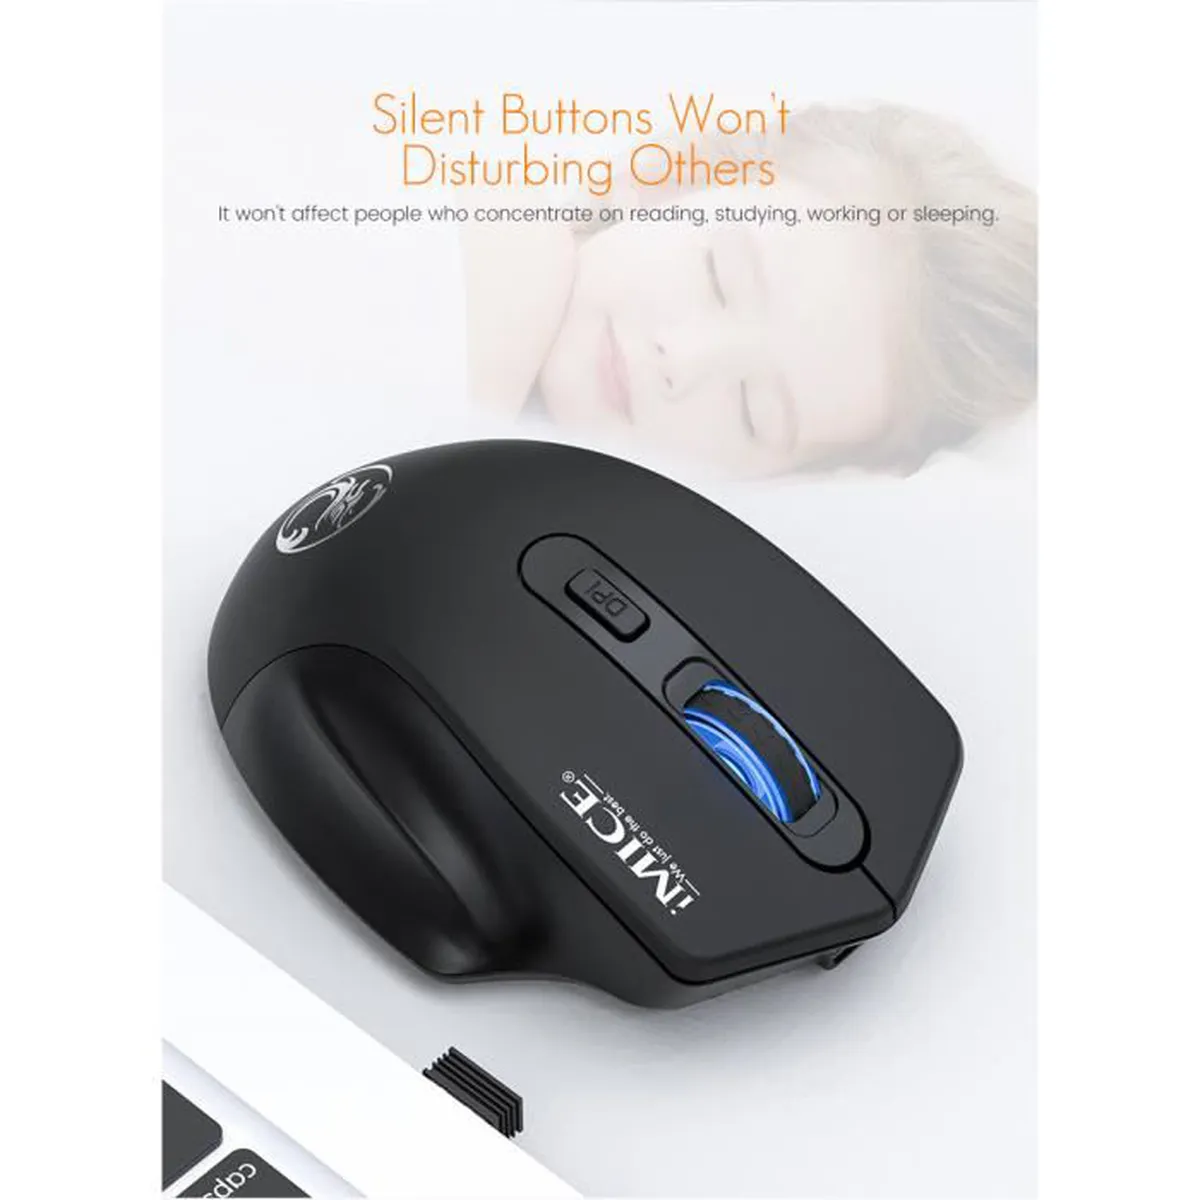 Silent Buttons Won't
Disturbing Others
It won't affect people who concentrate on reading, studying, working or sleeping.
DPI
iMICE®
We just do the best.
caps